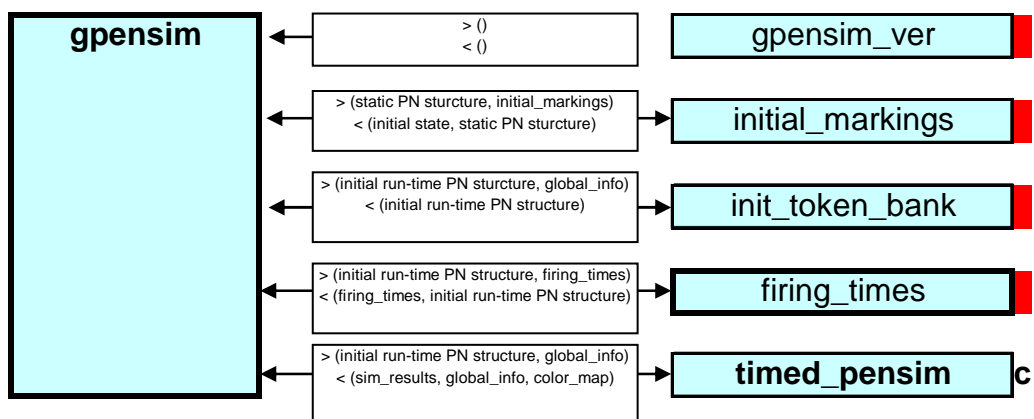 gpensim
> ()
< ()
gpensim_ver
> (static PN sturcture, initial_markings)
< (initial state, static PN sturcture)
initial_markings
> (initial run-time PN sturcture, global_info)
< (initial run-time PN structure)
init_token_bank
> (initial run-time PN structure, firing_times)
< (firing_times, initial run-time PN structure)
firing_times
> (initial run-time PN structure, global_info)
< (sim_results, global_info, color_map)
timed_pensim
c